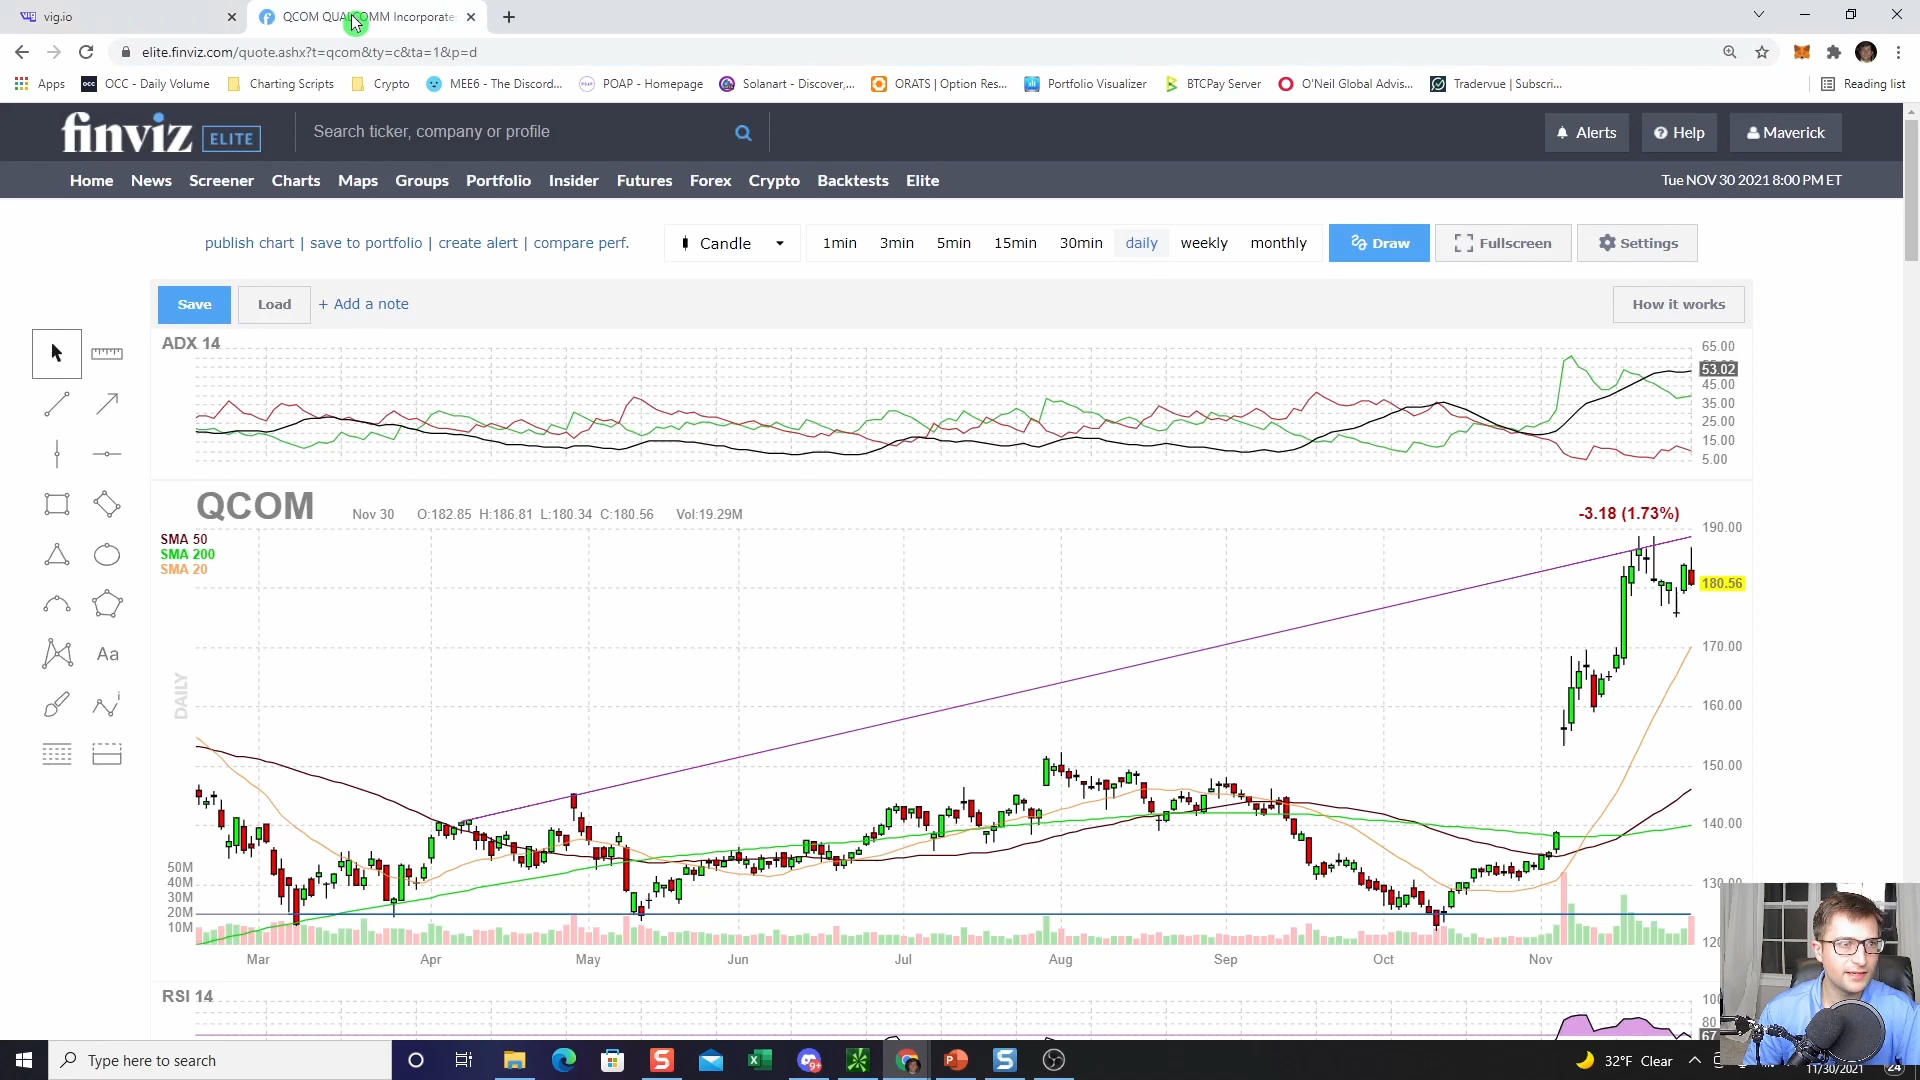 vig.io
QCOM QUALCOMM Incorporate
elite.finviz.com/quote.ashx?t=qcom&ty=c&ta=1&p=d
Apps
OCC - Daily Volume
Charting Scripts
Crypto
MEE6 - The Discord...
POAP - Homepage
Solanart - Discover,...
ORATS | Option Res...
Portfolio Visualizer
BTCPay Server
O'Neil Global Advis...
Tradervue | Subscri...
Reading list
finviz ELITE
Search ticker, company or profile
Alerts
Help
Maverick
Home News Screener Charts Maps Groups Portfolio Insider Futures Forex Crypto Backtests Elite
Tue NOV 30 2021 8:00 PM ET
publish chart | save to portfolio | create alert | compare perf.
Candle
1min 3min 5min 15min 30min daily weekly monthly
Draw
Fullscreen
Settings
Save
Load
+ Add a note
How it works
ADX 14
65.00
53.02
45.00
35.00
25.00
15.00
5.00
QCOM
Nov 30 O:182.85 H:186.81 L:180.34 C:180.56 Vol:19.29M
-3.18 (1.73%)
SMA 50
SMA 200
SMA 20
190.00
180.56
170.00
160.00
150.00
140.00
DAILY
50M
40M
30M
20M
10M
Mar Apr May Jun Jul Aug Sep Oct Nov
RSI 14
Aa
Type here to search
32°F Clear
11/30/2021